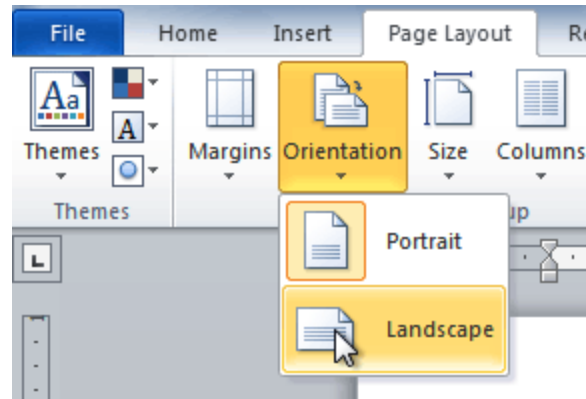 File Home Insert Page Layout
Aa
A
Themes Margins Orientation Size Columns
Themes
Portrait
Landscape